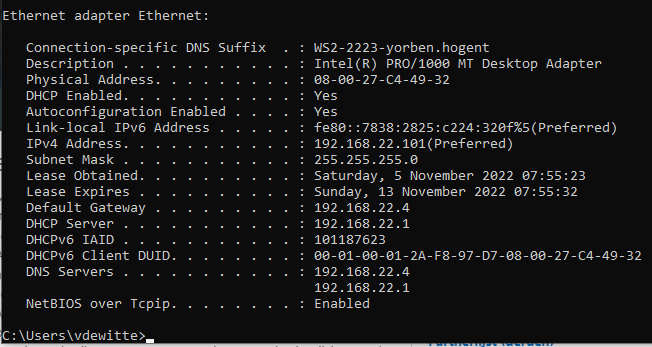 Ethernet adapter Ethernet:
Connection-specific DNS Suffix  . : WS2-2223-yorben.hogent
Description . . . . . . . . . . . : Intel(R) PRO/1000 MT Desktop Adapter
Physical Address. . . . . . . . . : 08-00-27-C4-49-32
DHCP Enabled. . . . . . . . . . . : Yes
Autoconfiguration Enabled . . . . : Yes
Link-local IPv6 Address . . . . . : fe80::7838:2825:c224:320f%5(Preferred)
IPv4 Address. . . . . . . . . . . : 192.168.22.101(Preferred)
Subnet Mask . . . . . . . . . . . : 255.255.255.0
Lease Obtained. . . . . . . . . . : Saturday, 5 November 2022 07:55:23
Lease Expires . . . . . . . . . . : Sunday, 13 November 2022 07:55:32
Default Gateway . . . . . . . . . : 192.168.22.4
DHCP Server . . . . . . . . . . . : 192.168.22.1
DHCPv6 IAID . . . . . . . . . . . : 101187623
DHCPv6 Client DUID. . . . . . . . : 00-01-00-01-2A-F8-97-D7-08-00-27-C4-49-32
DNS Servers . . . . . . . . . . . : 192.168.22.4
192.168.22.1
NetBIOS over Tcpip. . . . . . . . : Enabled
C:\Users\vdewitte>